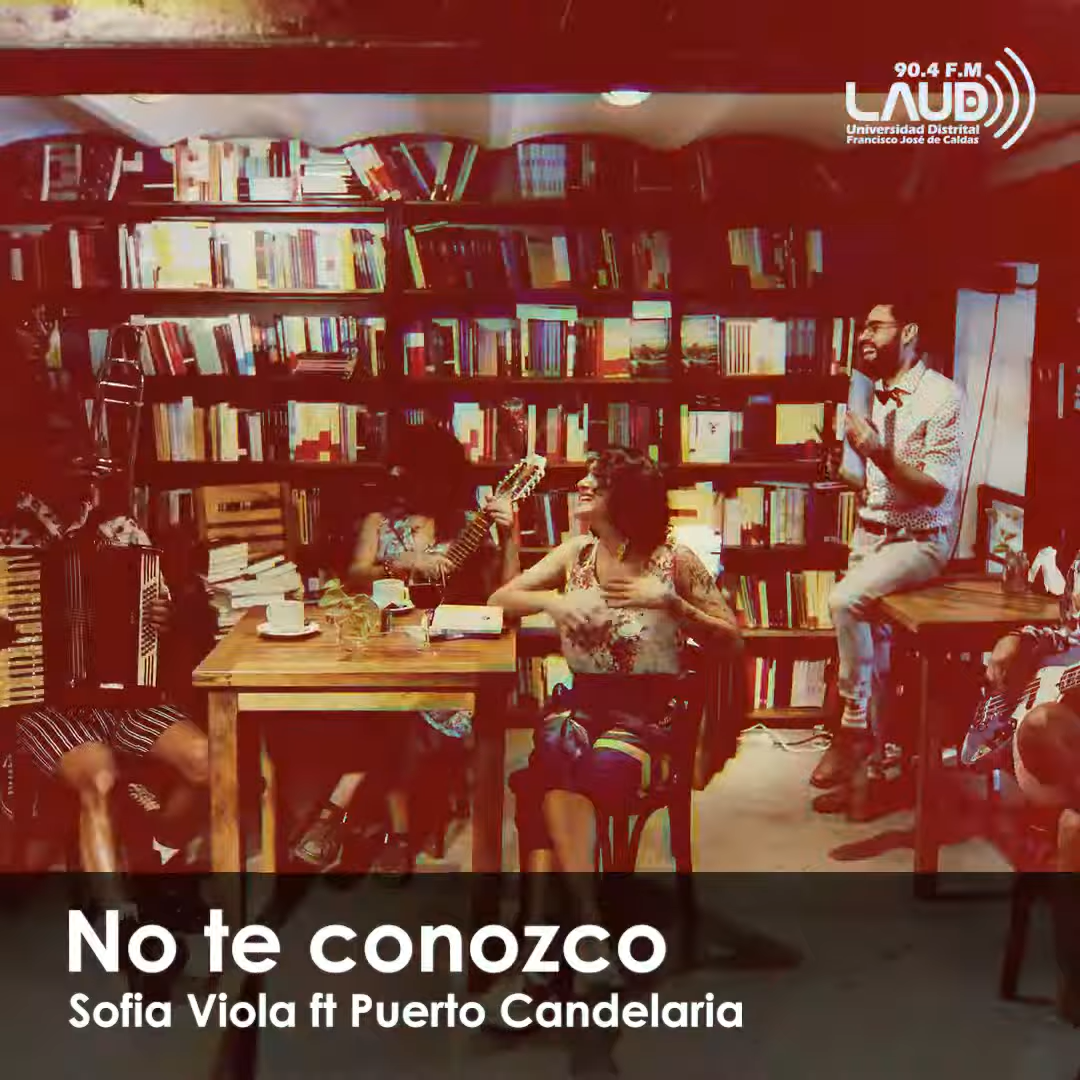 90.4 F.M
LAUD
Universidad Distrital
Francisco José de Caldas
No te conozco
Sofia Viola ft Puerto Candelaria